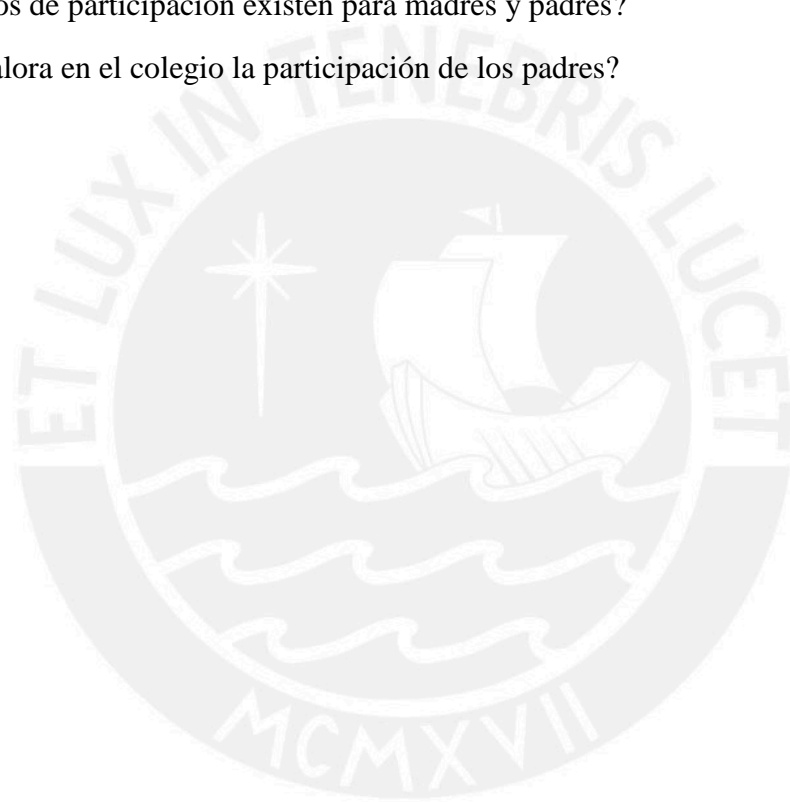 os de participación existen para madres y padres?
alora en el colegio la participación de los padres?
ET LUX IN TENEBRIS LUCET
MCMXVII